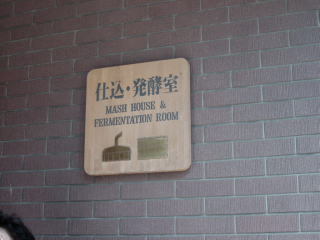 仕込・発酵室
MASH HOUSE &
FERMENTATION ROOM